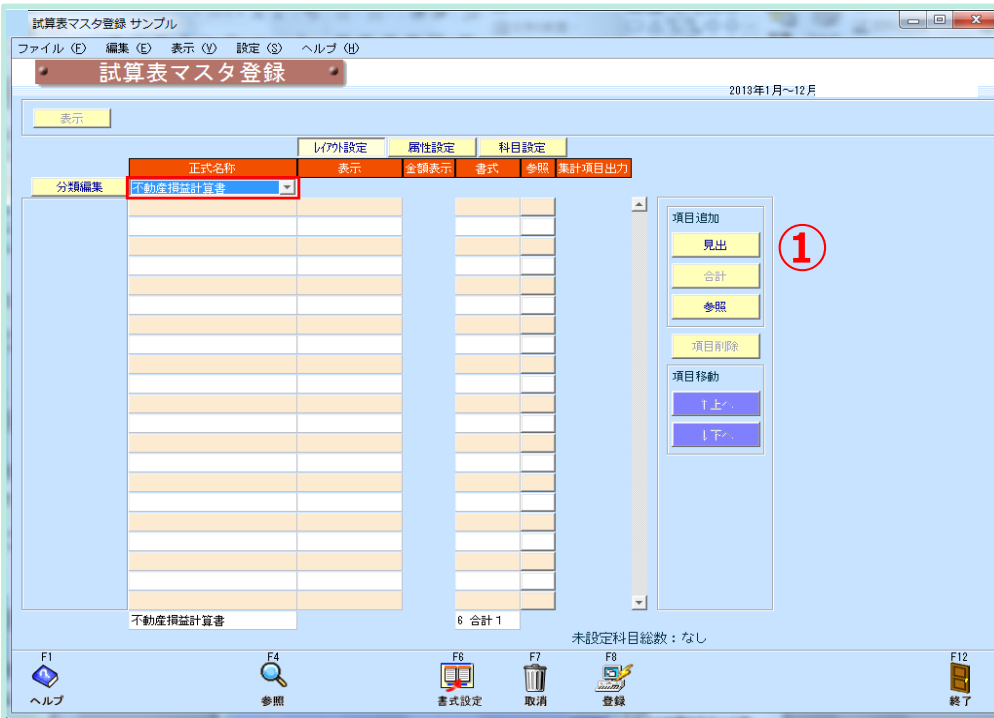 試算表マスタ登録 サンプル
ファイル (F) 編集 (E) 表示 (V) 設定 (S) ヘルプ (H)
試算表マスタ登録
2013年1月～12月
表示
ﾚｲｱｳﾄ設定 属性設定 科目設定
正式名称 表示 金額表示 書式 参照 集計項目出力
分類編集 不動産損益計算書
項目追加
見出 ①
合計
参照
項目削除
項目移動
↑上へ
↓下へ
不動産損益計算書 6 合計1
未設定科目総数：なし
F1 F4 F6 F7 F8 F12
ヘルプ 参照 書式設定 取消 登録 終了